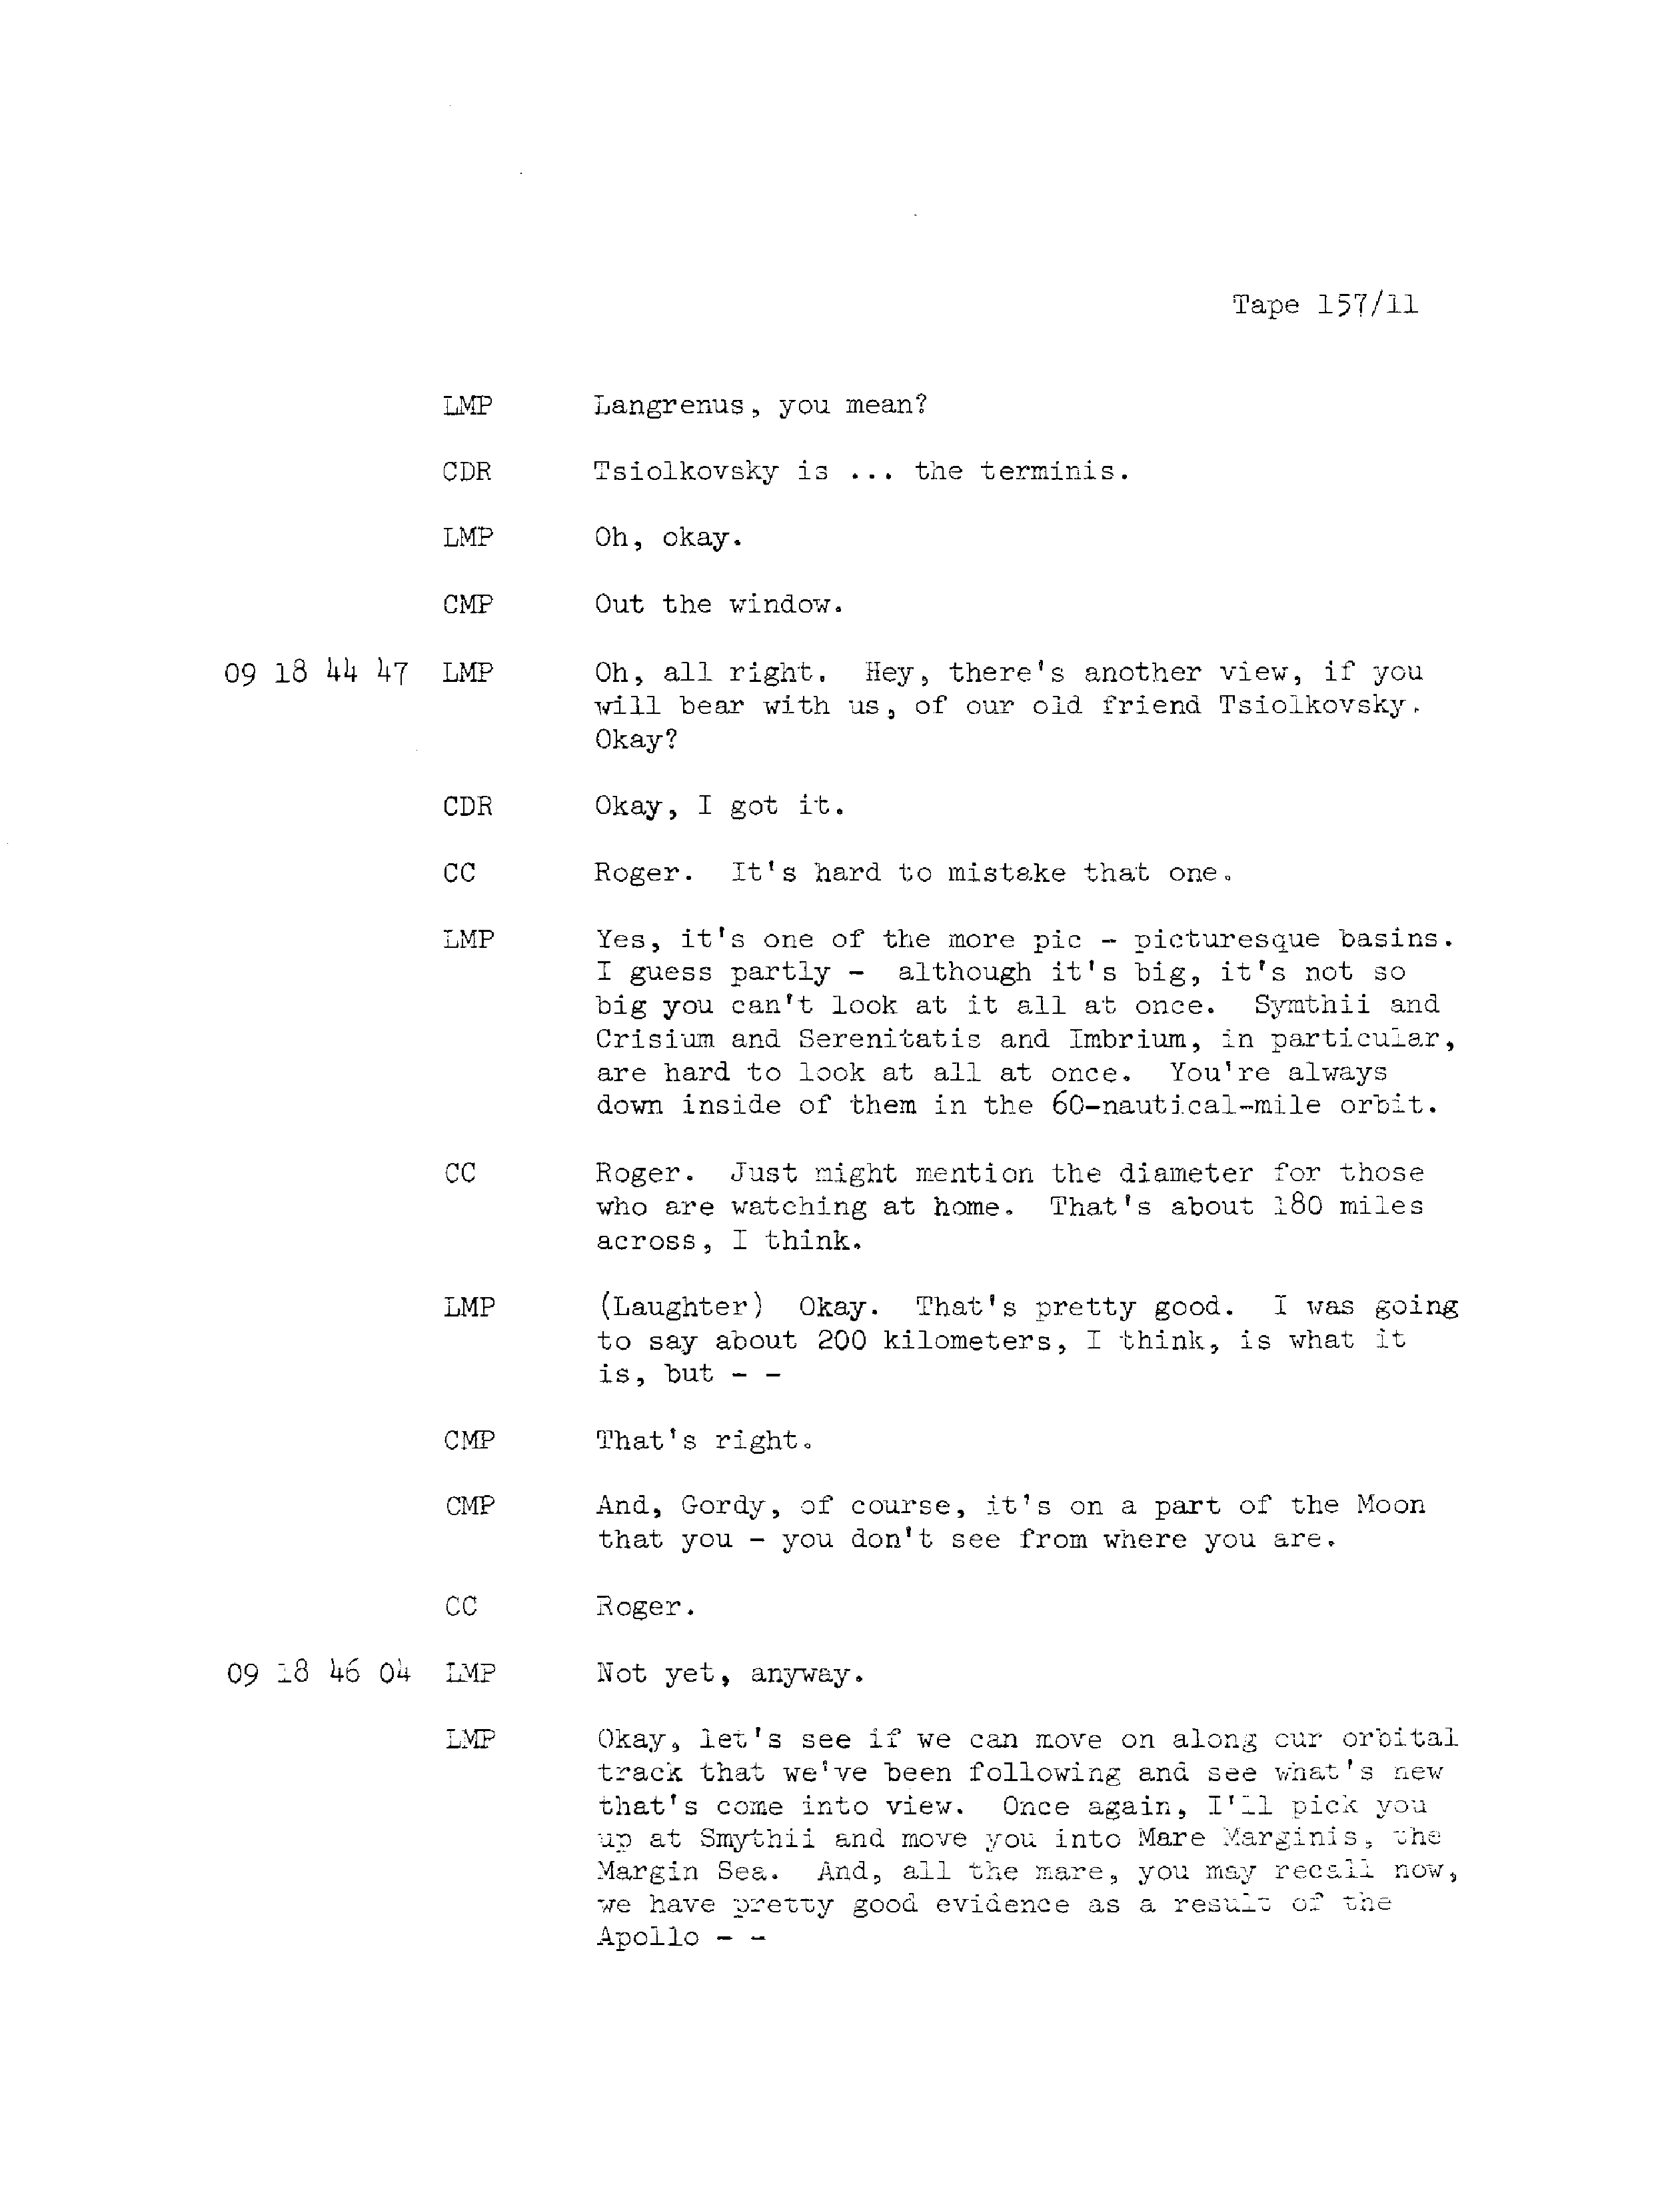 Tape 157/11
LMP Langrenus, you mean?
CDR Tsiolkovsky is ... the terminis.
LMP Oh, okay.
CMP Out the window.
09 18 44 47 LMP Oh, all right. Hey, there's another view, if you
will bear with us, of our old friend Tsiolkovsky.
Okay?
CDR Okay, I got it.
CC Roger. It's hard to mistake that one.
LMP Yes, it's one of the more pic - picturesque basins.
I guess partly - although it's big, it's not so
big you can't look at it all at once. Symthii and
Crisium and Serenitatis and Imbrium, in particular,
are hard to look at all at once. You're always
down inside of them in the 60-nautical-mile orbit.
CC Roger. Just might mention the diameter for those
who are watching at home. That's about 180 miles
across, I think.
LMP (Laughter) Okay. That's pretty good. I was going
to say about 200 kilometers, I think, is what it
is, but - -
CMP That's right.
CMP And, Gordy, of course, it's on a part of the Moon
that you - you don't see from where you are.
CC Roger.
09 18 46 04 LMP Not yet, anyway.
LMP Okay, let's see if we can move on along our orbital
track that we've been following and see what's new
that's come into view. Once again, I'll pick you
up at Smythii and move you into Mare Marginis, the
Margin Sea. And, all the mare, you may recall now,
we have pretty good evidence as a result of the
Apollo - -